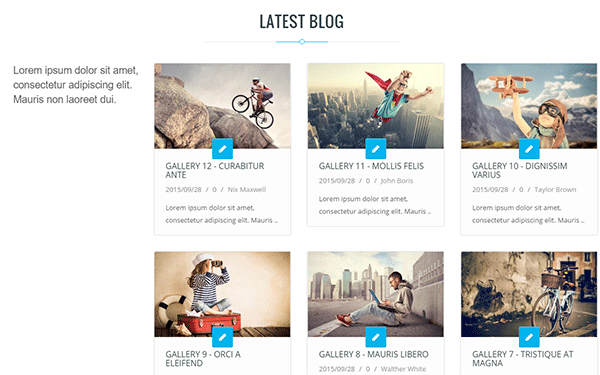 LATEST BLOG
Lorem ipsum dolor sit amet,
consectetur adipiscing elit.
Mauris non laoreet dui.
GALLERY 12 - CURABITUR
ANTE
2015/09/28 / 0 / Nix Maxwell
Lorem ipsum dolor sit amet,
consectetur adipiscing elit. Mauris ..
GALLERY 11 - MOLLIS FELIS
2015/09/28 / 0 / John Boris
Lorem ipsum dolor sit amet,
consectetur adipiscing elit. Mauris ..
GALLERY 10 - DIGNISSIM
VARIUS
2015/09/28 / 0 / Taylor Brown
Lorem ipsum dolor sit amet,
consectetur adipiscing elit. Mauris ..
GALLERY 9 - ORCI A
ELEIFEND
GALLERY 8 - MAURIS LIBERO
2015/09/28 / 0 / Walther White
GALLERY 7 - TRISTIQUE AT
MAGNA